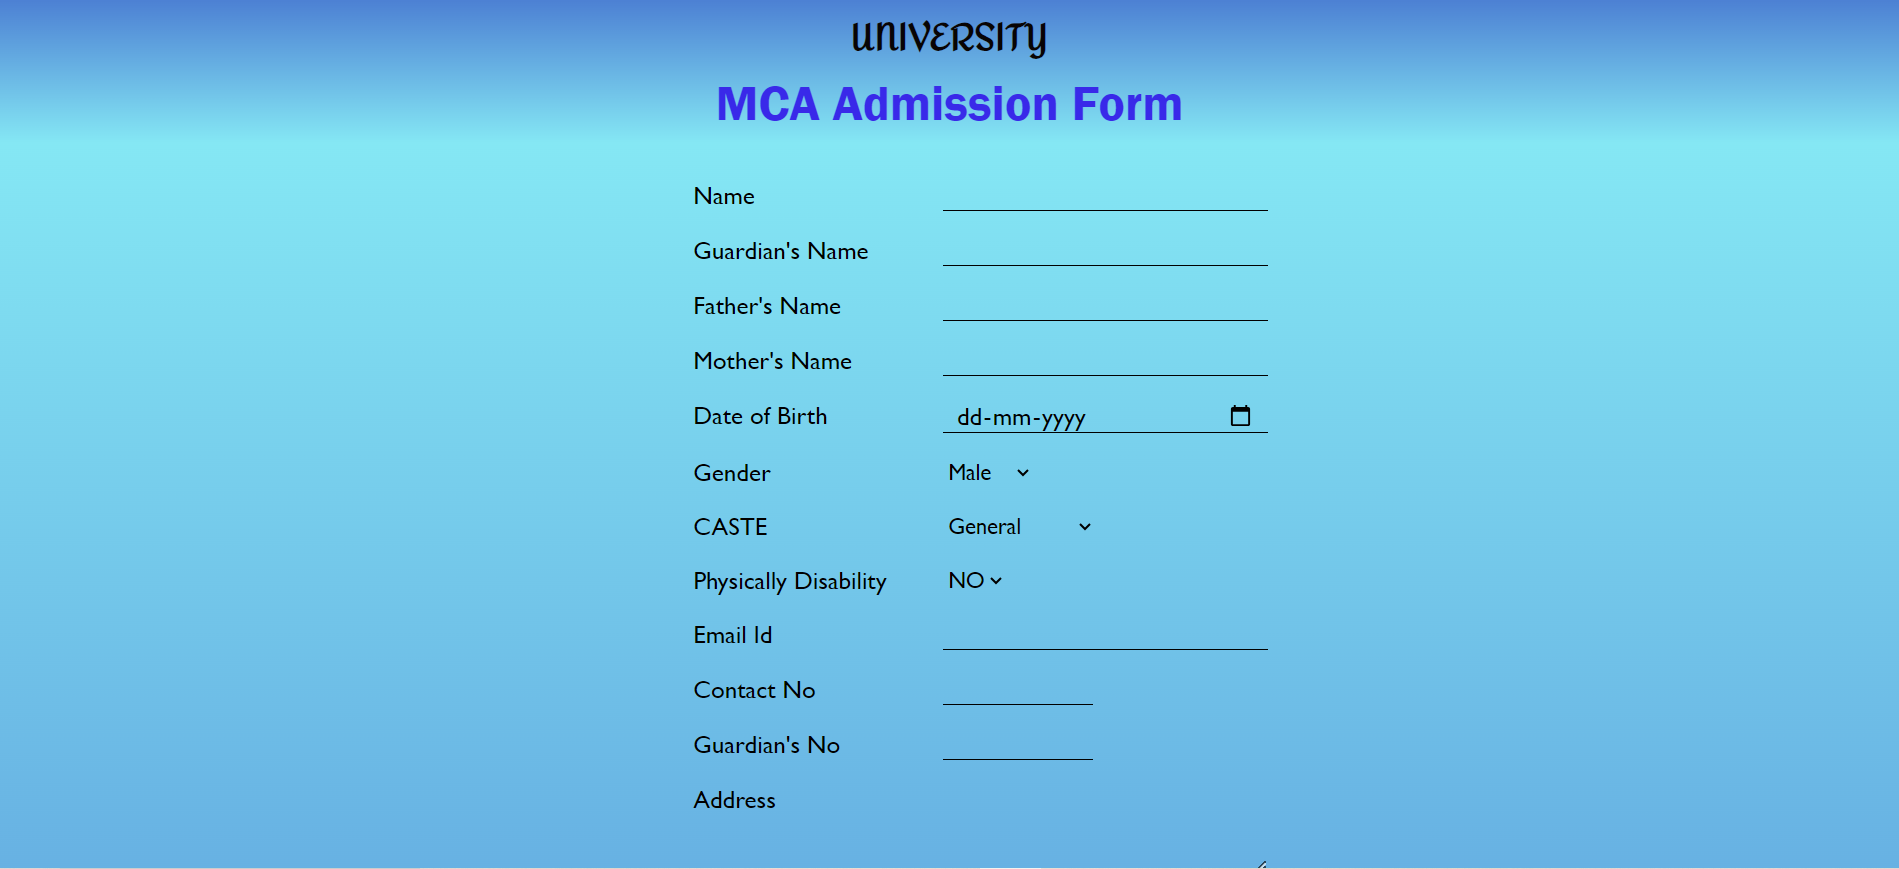 UNIVERSITY
MCA Admission Form
Name
Guardian's Name
Father's Name
Mother's Name
Date of Birth dd-mm-yyyy
Gender Male
CASTE General
Physically Disability NO
Email Id
Contact No
Guardian's No
Address